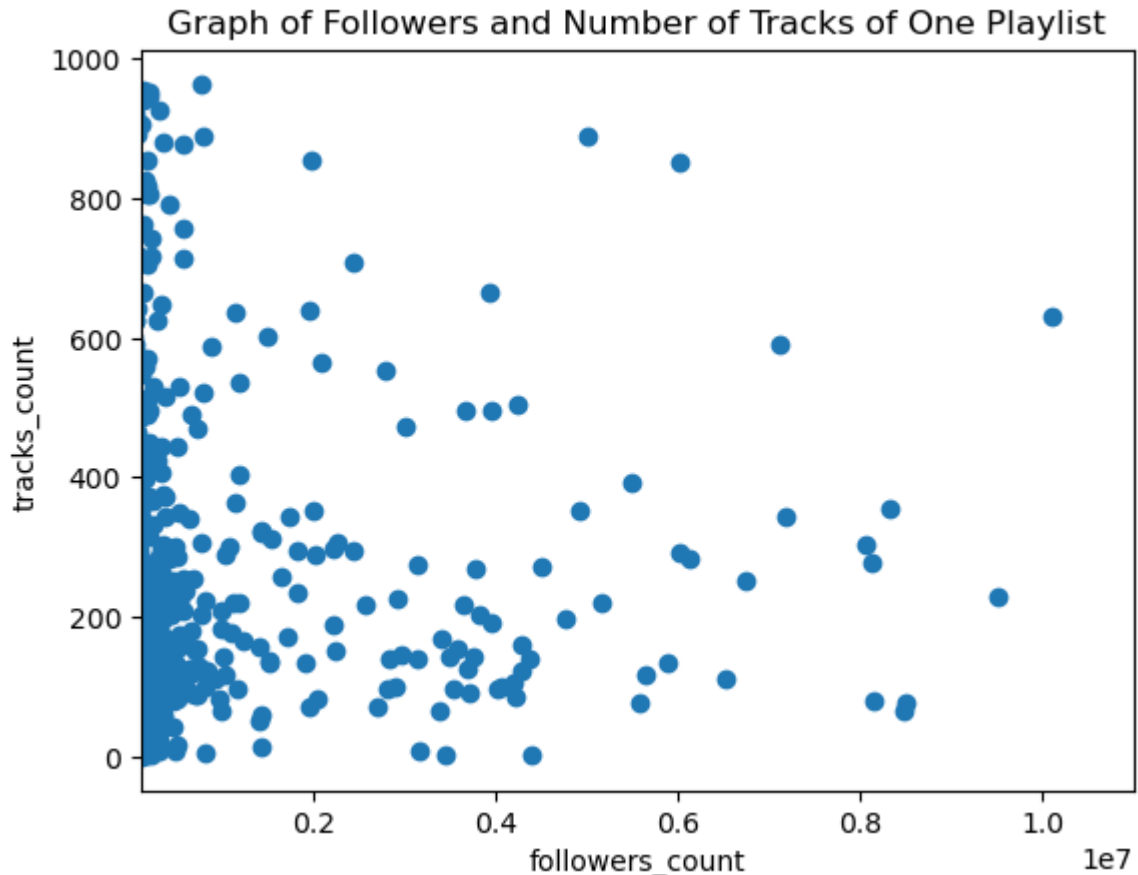 Graph of Followers and Number of Tracks of One Playlist
1000
800
600
400
200
0
tracks_count
0.2 0.4 0.6 0.8 1.0
1e7
followers_count